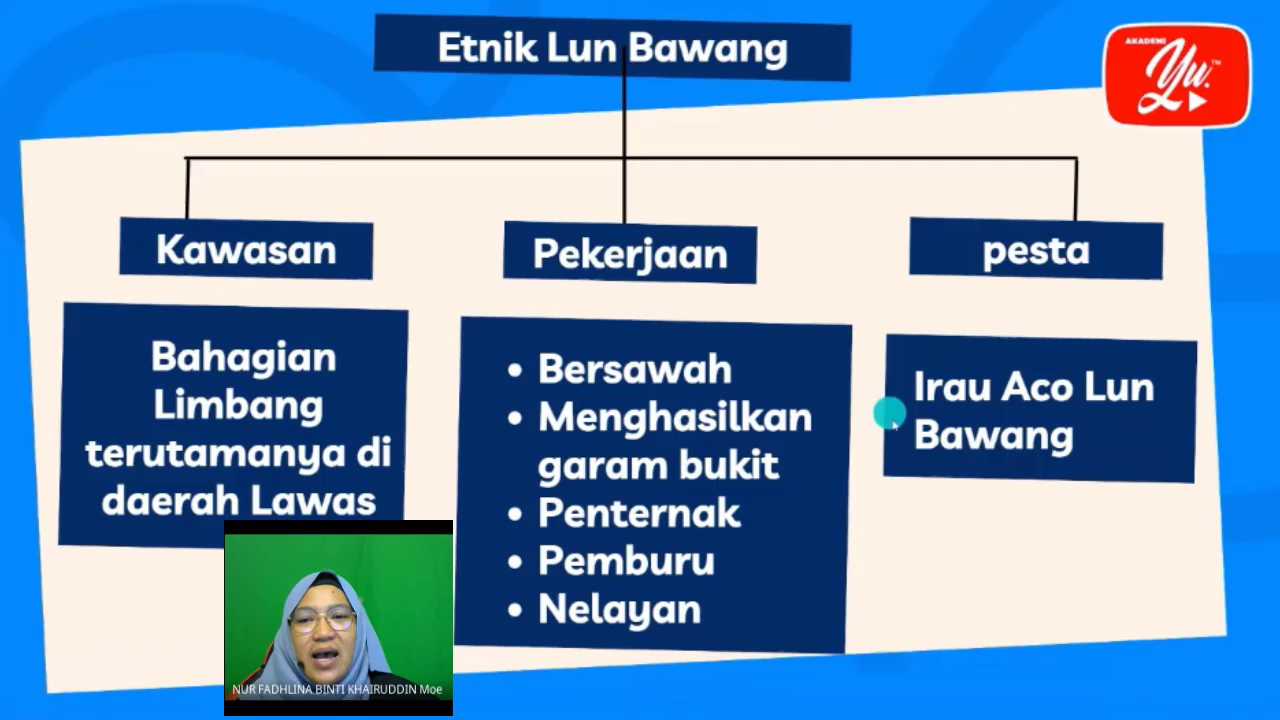 Etnik Lun Bawang
AKADEMI
Yu.™
Kawasan
Pekerjaan
pesta
Bahagian
Limbang
terutamanya di
daerah Lawas
• Bersawah
• Menghasilkan
garam bukit
• Penternak
• Pemburu
• Nelayan
Irau Aco Lun
Bawang
NUR FADHLINA BINTI KHAIRUDDIN Moe